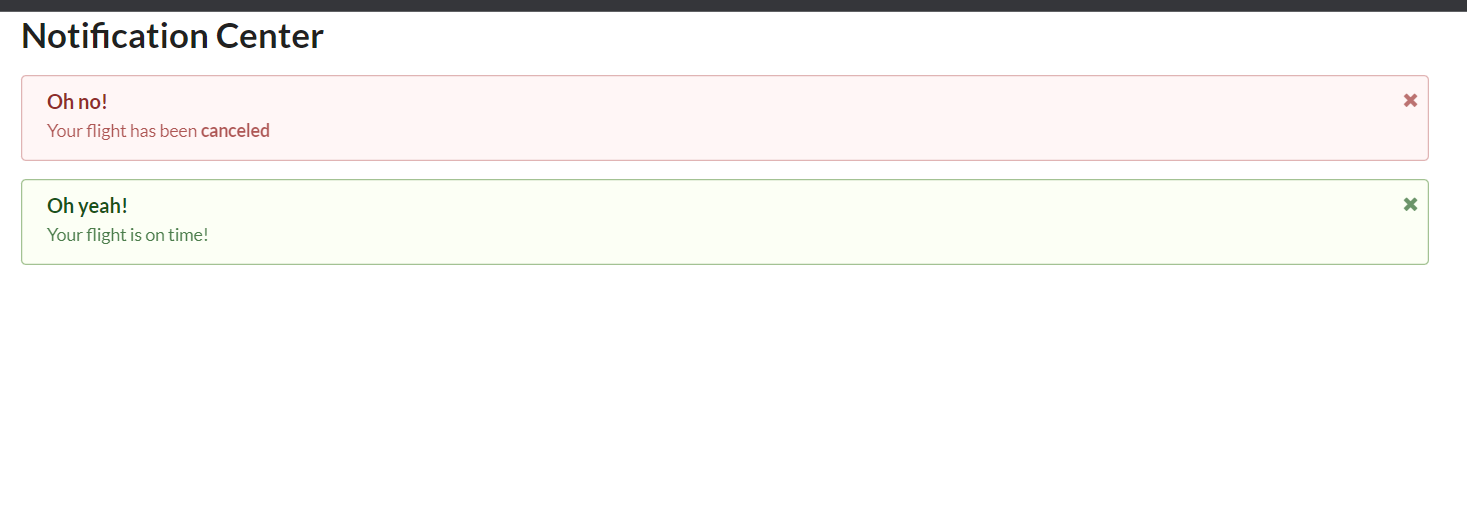 Notification Center
Oh no!
Your flight has been canceled
Oh yeah!
Your flight is on time!